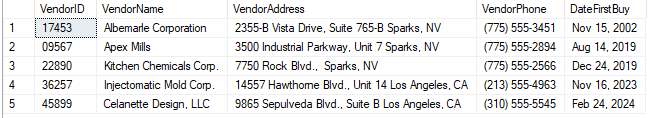 VendorID VendorName VendorAddress VendorPhone DateFirstBuy
1 17453 Albemarle Corporation 2355-B Vista Drive, Suite 765-B Sparks, NV (775) 555-3451 Nov 15, 2002
2 09567 Apex Mills 3500 Industrial Parkway, Unit 7 Sparks, NV (775) 555-2894 Aug 14, 2019
3 22890 Kitchen Chemicals Corp. 7750 Rock Blvd., Sparks, NV (775) 555-2566 Dec 24, 2019
4 36257 Injectomatic Mold Corp. 14557 Hawthorne Blvd., Unit 14 Los Angeles, CA (213) 555-4963 Nov 16, 2023
5 45899 Celanette Design, LLC 9865 Sepulveda Blvd., Suite B Los Angeles, CA (310) 555-5545 Feb 24, 2024